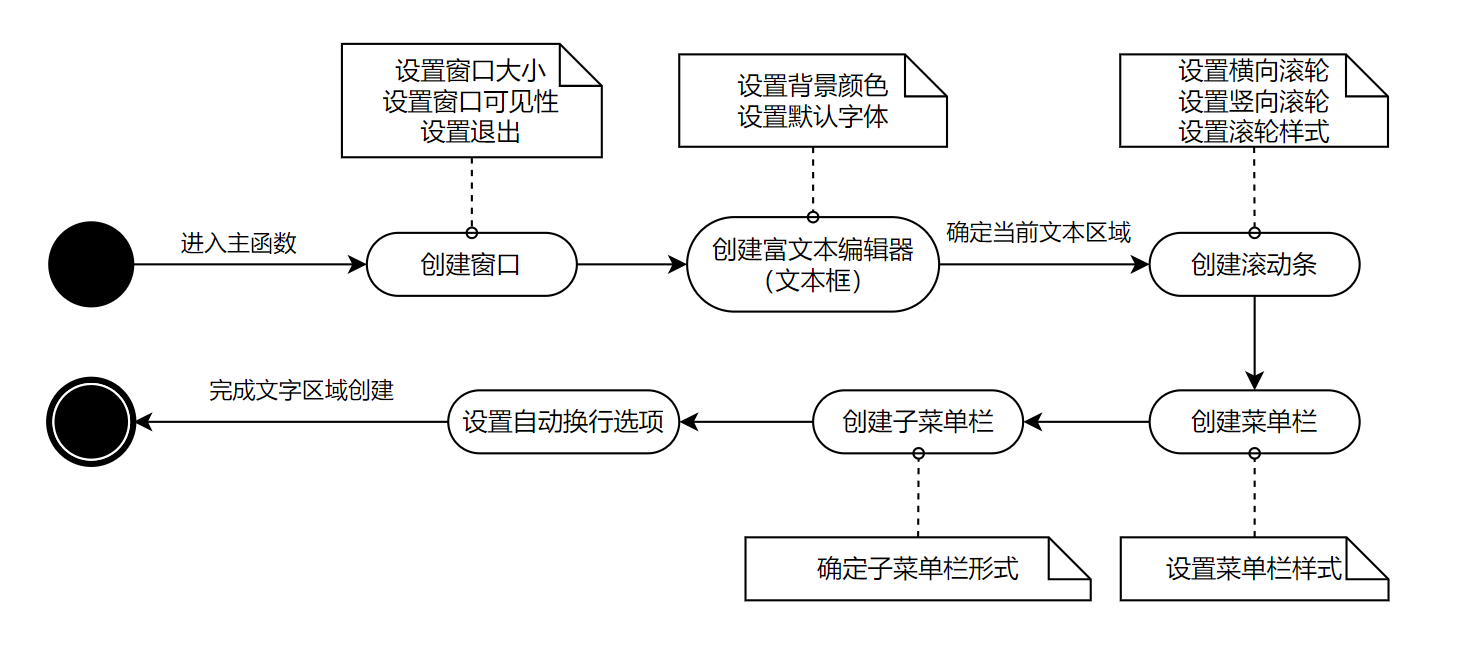 设置窗口大小
设置窗口可见性
设置退出
设置背景颜色
设置默认字体
设置横向滚轮
设置竖向滚轮
设置滚轮样式
进入主函数
创建窗口
创建富文本编辑器
（文本框）
确定当前文本区域
创建滚动条
完成文字区域创建
设置自动换行选项
创建子菜单栏
创建菜单栏
确定子菜单栏形式
设置菜单栏样式